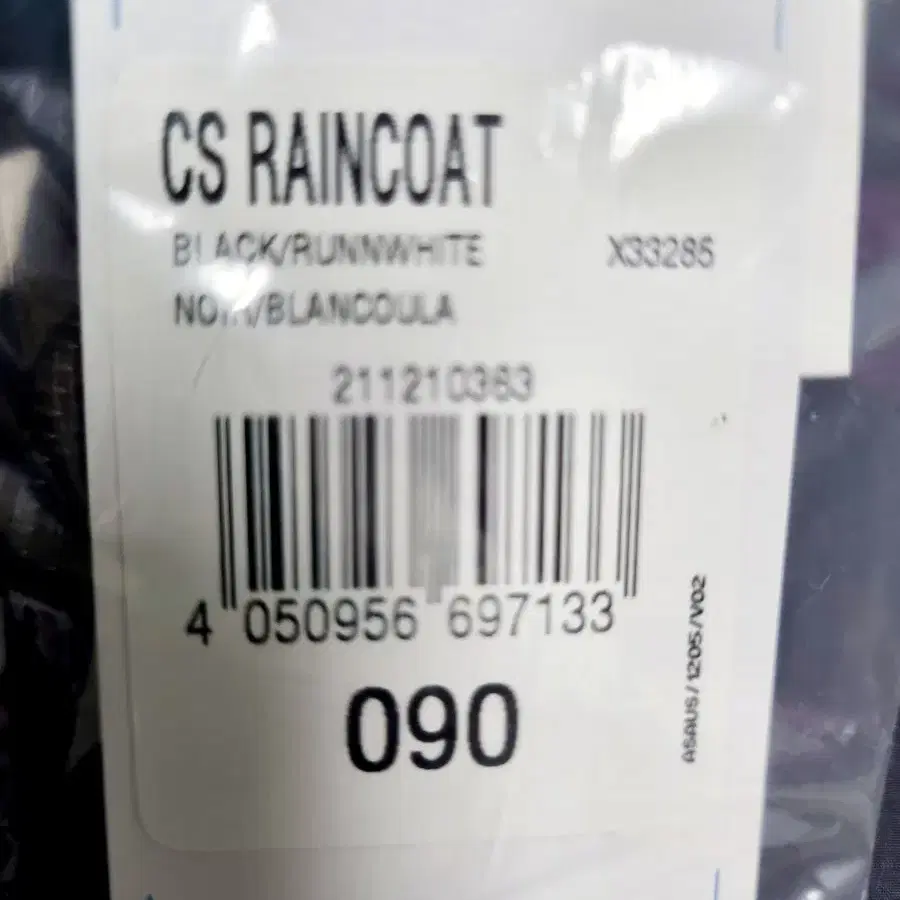 CS RAINCOAT
BLACK/RUNNWHITE X33285
NOIR/BLANCOULA
211210363
4 050956 697133
090
ASAUS/1205/V02